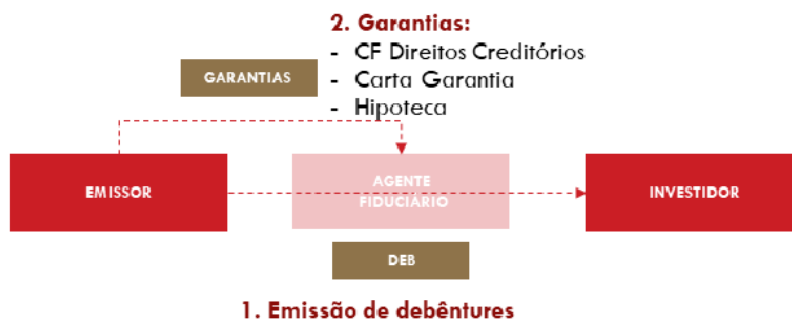 2. Garantias:
- CF Direitos Creditórios
GARANTIAS
- Carta Garantia
- Hipoteca
EMISSOR
AGENTE
FIDUCIÁRIO
INVESTIDOR
DEB
1. Emissão de debêntures